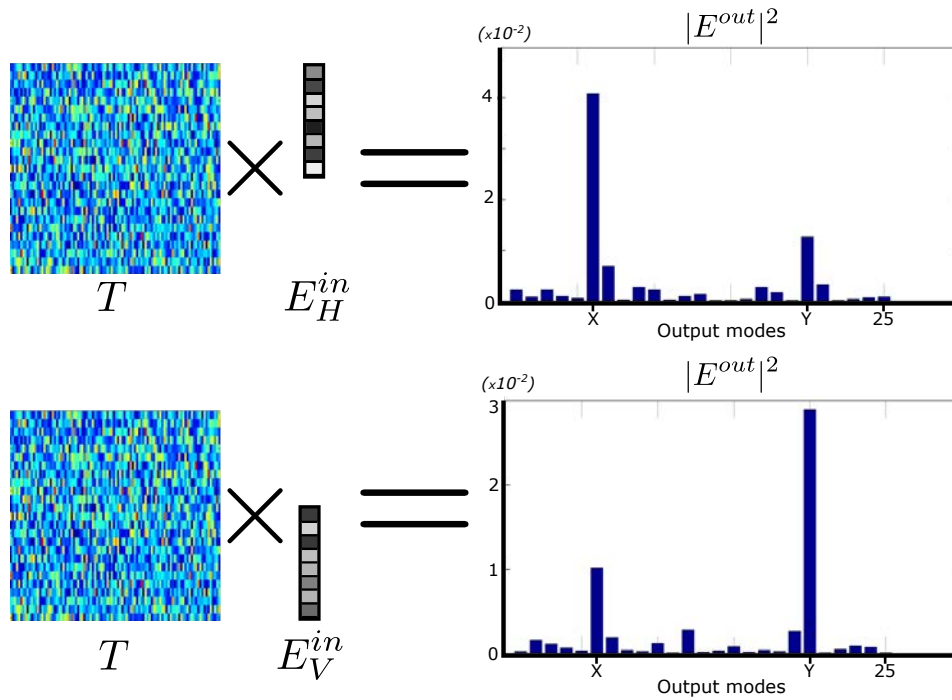 (x10⁻²)
|E^{out}|²
4
2
0
X
Y
25
Output modes
T
E_H^{in}
(x10⁻²)
|E^{out}|²
3
2
1
0
X
Y
25
Output modes
T
E_V^{in}